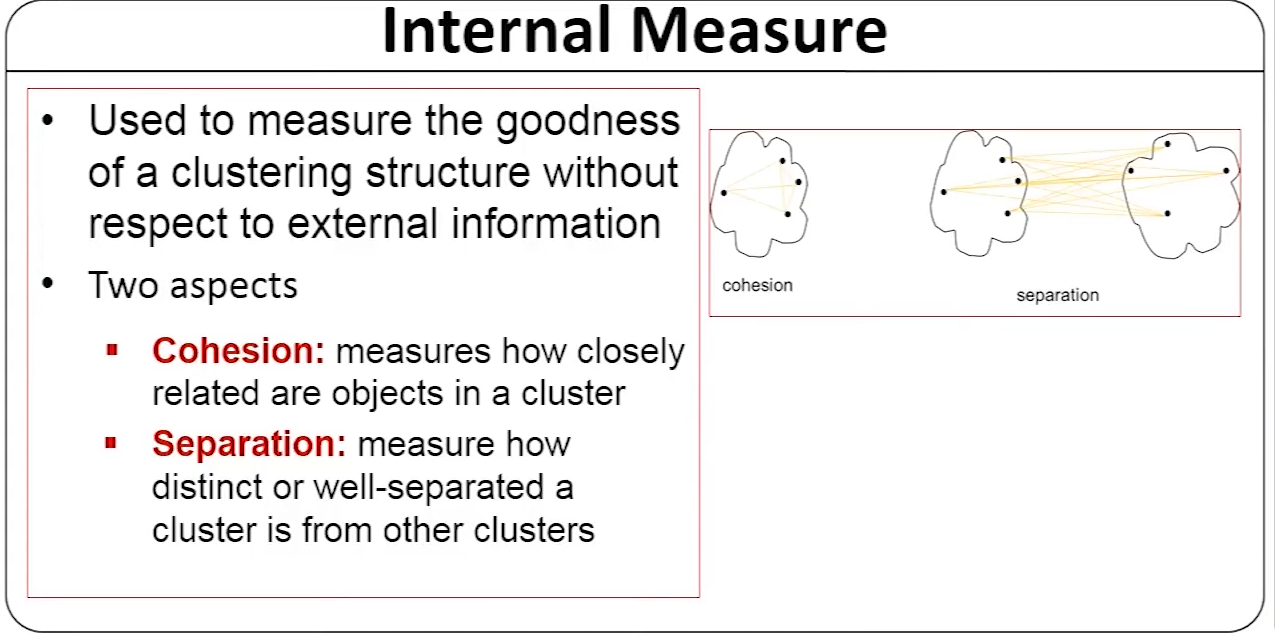 Internal Measure
• Used to measure the goodness
of a clustering structure without
respect to external information
• Two aspects
▪ Cohesion: measures how closely
related are objects in a cluster
▪ Separation: measure how
distinct or well-separated a
cluster is from other clusters
cohesion
separation